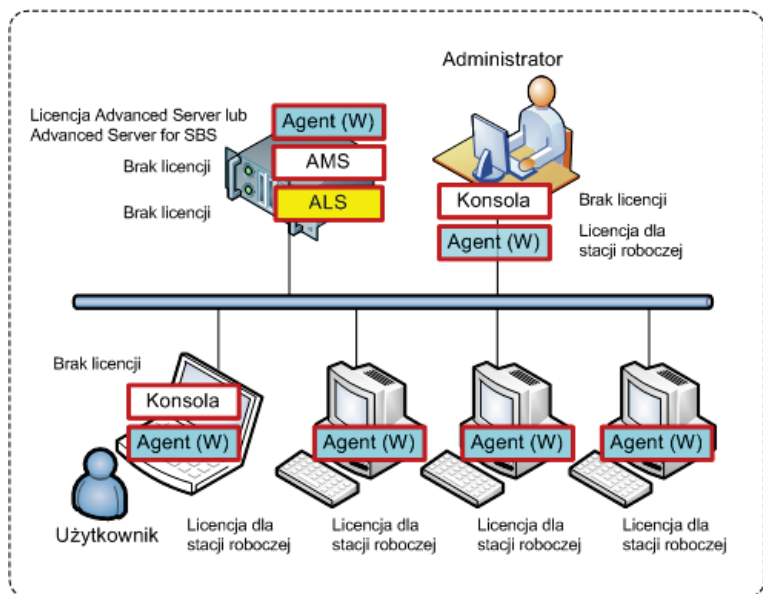 Administrator
Licencja Advanced Server lub
Advanced Server for SBS
Agent (W)
Brak licencji
AMS
Brak licencji
ALS
Konsola
Brak licencji
Agent (W)
Licencja dla
stacji roboczej
Brak licencji
Konsola
Agent (W)
Agent (W)
Agent (W)
Agent (W)
Użytkownik
Licencja dla
stacji roboczej
Licencja dla
stacji roboczej
Licencja dla
stacji roboczej
Licencja dla
stacji roboczej